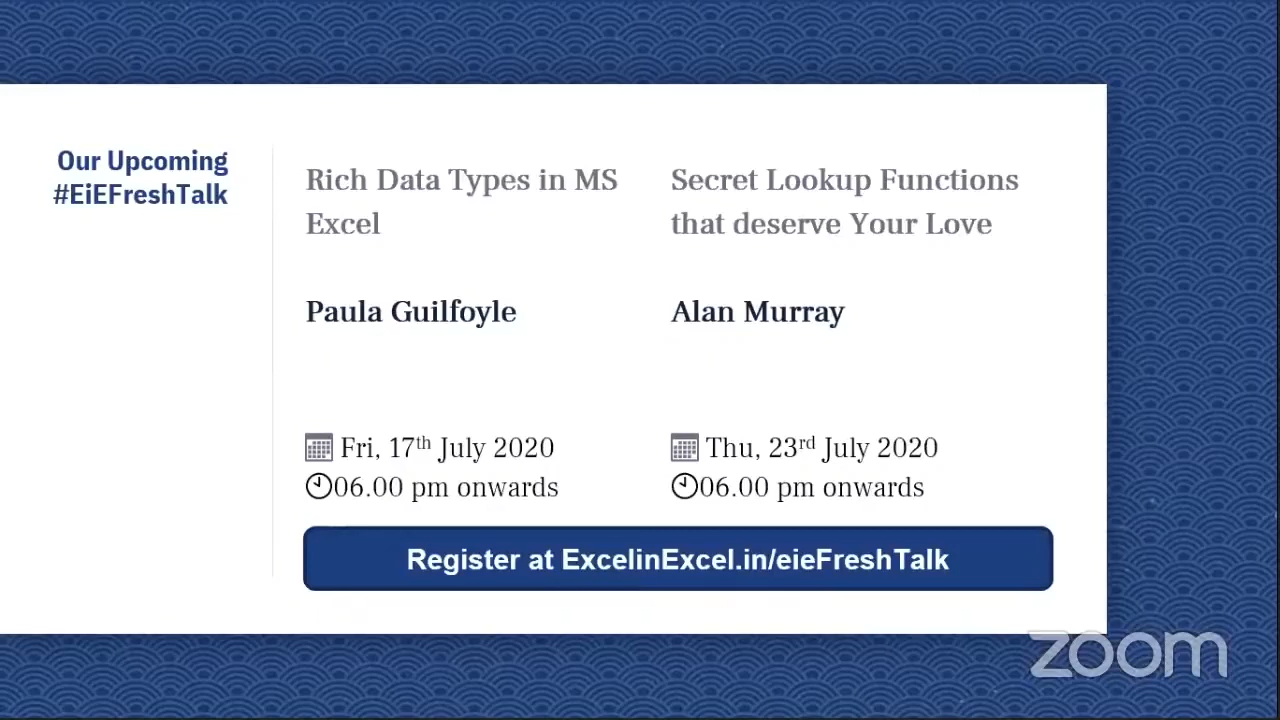 Our Upcoming
#EiEFreshTalk
Rich Data Types in MS
Excel
Paula Guilfoyle
Fri, 17th July 2020
06.00 pm onwards
Secret Lookup Functions
that deserve Your Love
Alan Murray
Thu, 23rd July 2020
06.00 pm onwards
Register at ExcelinExcel.in/eieFreshTalk
zoom